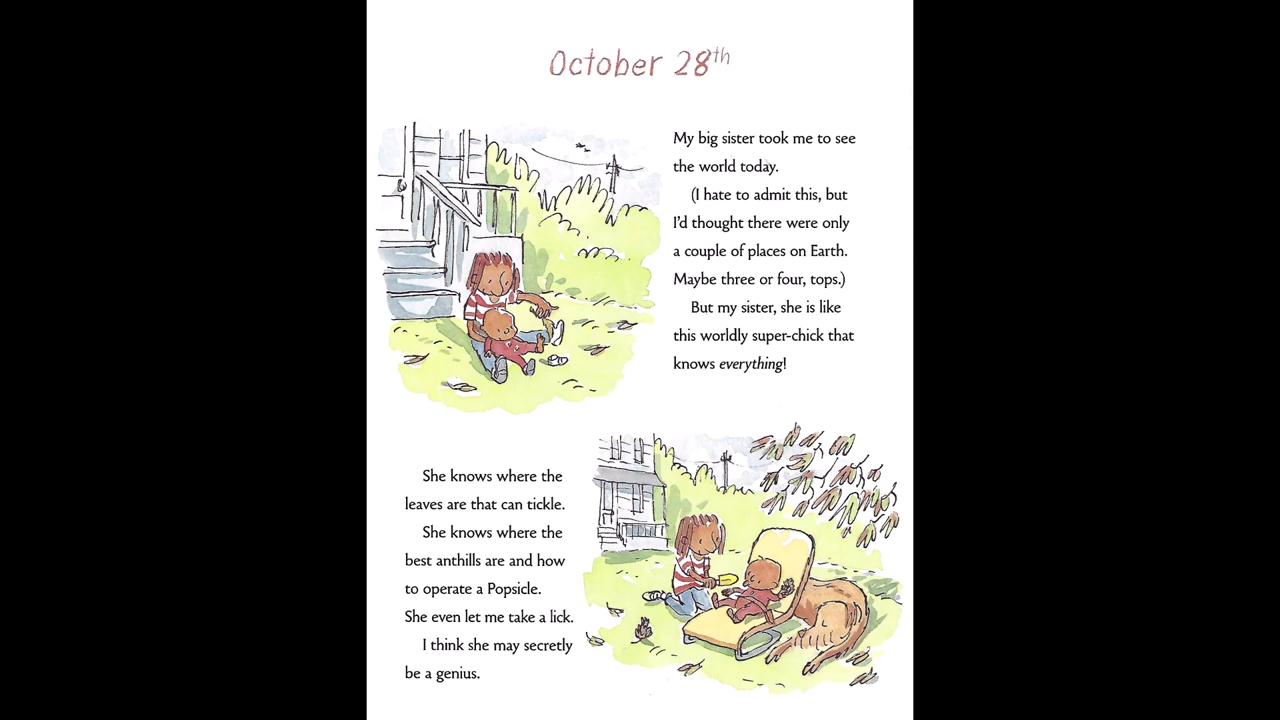 October 28th
My big sister took me to see
the world today.
(I hate to admit this, but
I'd thought there were only
a couple of places on Earth.
Maybe three or four, tops.)
But my sister, she is like
this worldly super-chick that
knows everything!
She knows where the
leaves are that can tickle.
She knows where the
best anthills are and how
to operate a Popsicle.
She even let me take a lick.
I think she may secretly
be a genius.